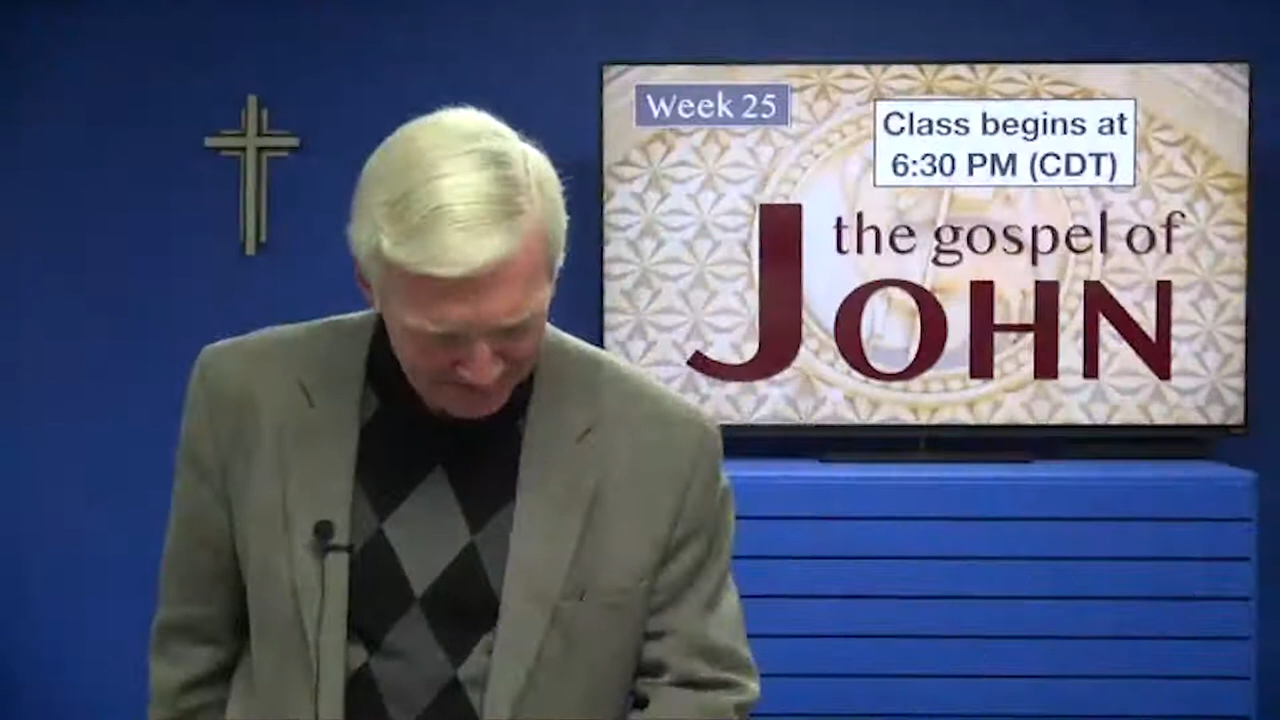 Week 25
Class begins at
6:30 PM (CDT)
the gospel of
JOHN